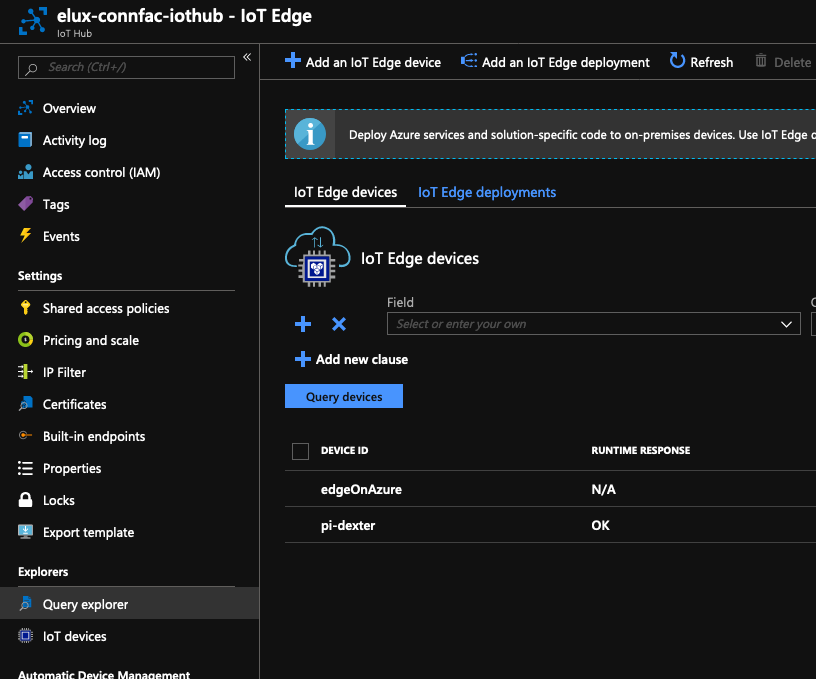 elux-connfac-iothub - IoT Edge
IoT Hub
Search (Ctrl+/)
«
Overview
Activity log
Access control (IAM)
Tags
Events
Settings
Shared access policies
Pricing and scale
IP Filter
Certificates
Built-in endpoints
Properties
Locks
Export template
Explorers
Query explorer
IoT devices
Automatic Device Management
Add an IoT Edge device
Add an IoT Edge deployment
Refresh
Delete
Deploy Azure services and solution-specific code to on-premises devices. Use IoT Edge
IoT Edge devices
IoT Edge deployments
IoT Edge devices
Field
Select or enter your own
Add new clause
Query devices
DEVICE ID RUNTIME RESPONSE
edgeOnAzure N/A
pi-dexter OK